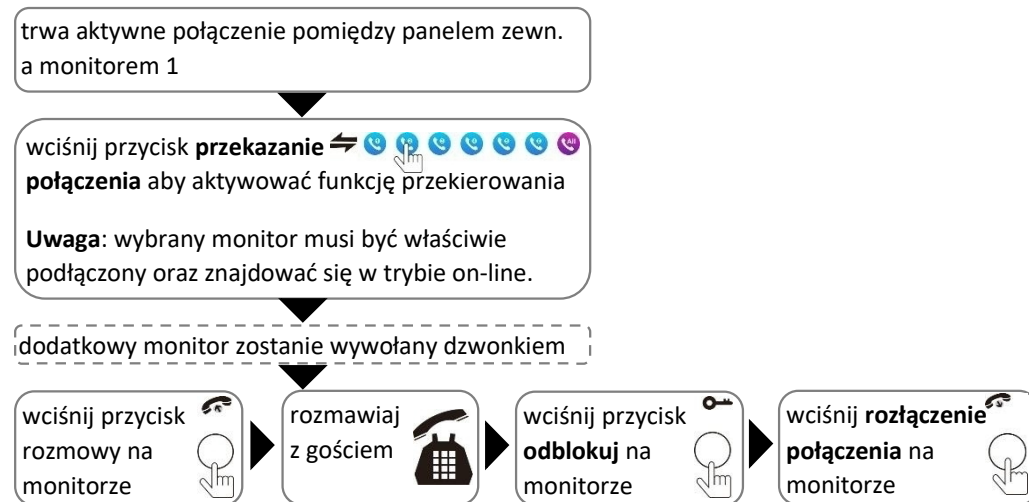 trwa aktywne połączenie pomiędzy panelem zewn.
a monitorem 1
wciśnij przycisk przekazanie
połączenia aby aktywować funkcję przekierowania
Uwaga: wybrany monitor musi być właściwie
podłączony oraz znajdować się w trybie on-line.
dodatkowy monitor zostanie wywołany dzwonkiem
wciśnij przycisk
rozmowy na
monitorze
rozmawiaj
z gościem
wciśnij przycisk
odblokuj na
monitorze
wciśnij rozłączenie
połączenia na
monitorze